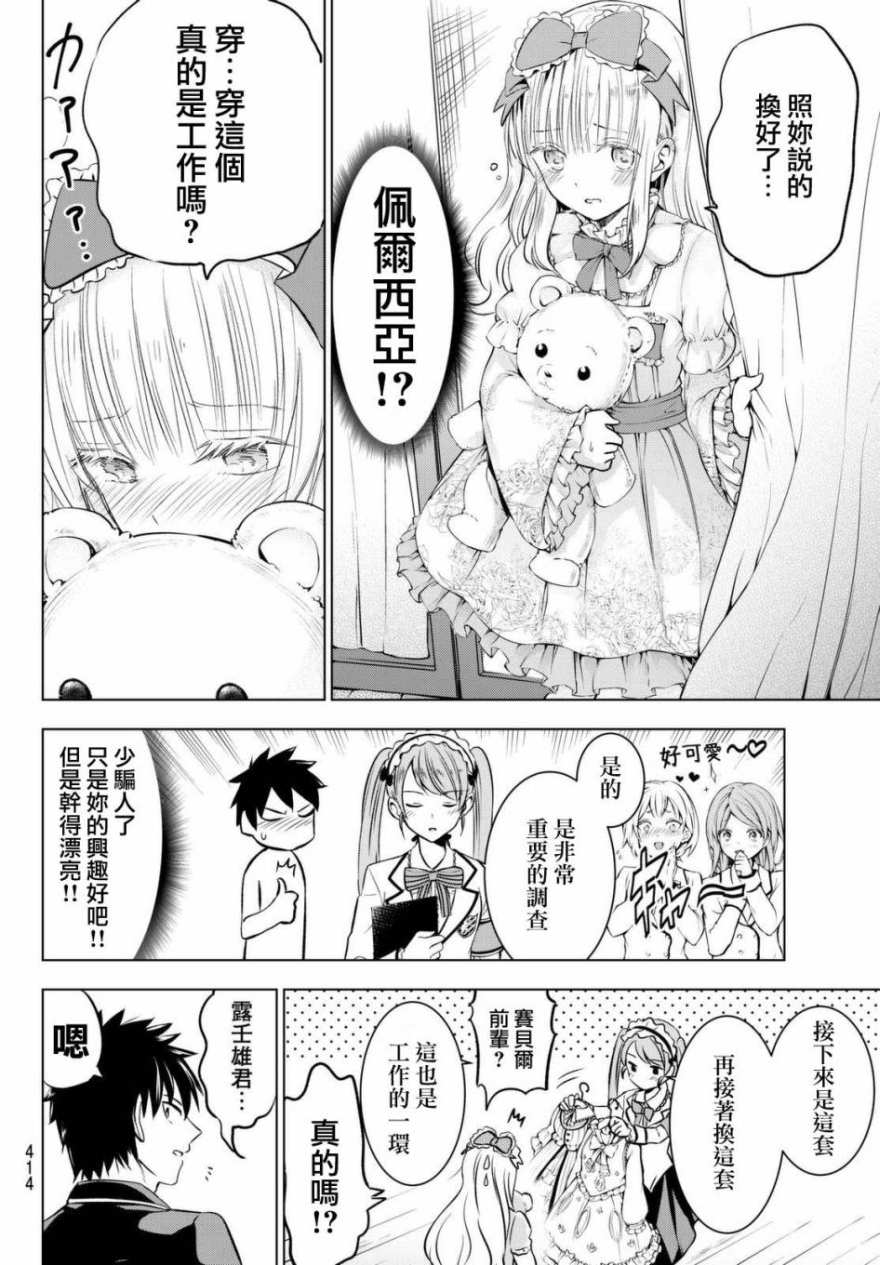 照妳說的
換好了…
佩爾西亞!?
穿…穿這個
真的是工作嗎?
カァァァ…
好可愛～♡
是的
是非常
重要的調查
少騙人了
只是妳的興趣好吧!!
但是幹得漂亮!!
接下來是這套
再接著換這套
賽貝爾
前輩?
這也是
工作的一環
真的嗎!?
露壬雄君…
嗯
414